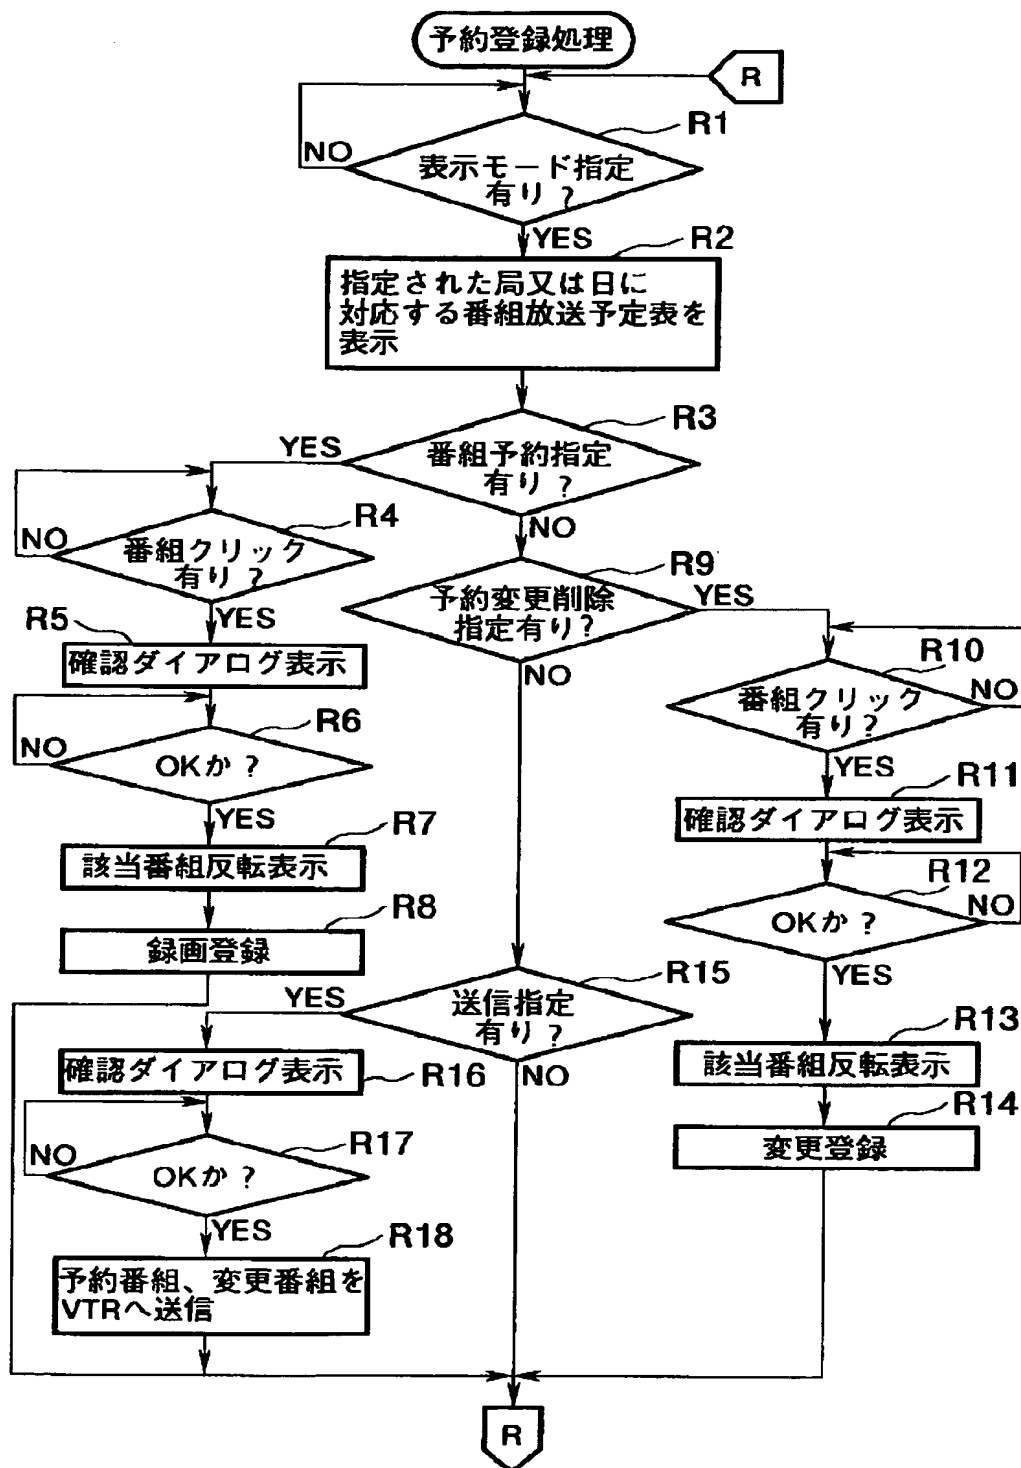 予約登録処理
R
R1
NO
表示モード指定
有り?
YES
R2
指定された局又は日に
対応する番組放送予定表を
表示
R3
YES
番組予約指定
有り?
NO
R4
NO
番組クリック
有り?
YES
R5
確認ダイアログ表示
R6
NO
OKか?
YES
R7
該当番組反転表示
R8
録画登録
R9
予約変更削除
指定有り?
YES
NO
R10
番組クリック
有り?
NO
YES
R11
確認ダイアログ表示
R12
OKか?
NO
YES
R13
該当番組反転表示
R14
変更登録
R15
YES
送信指定
有り?
NO
確認ダイアログ表示
R16
R17
NO
OKか?
YES
R18
予約番組、変更番組を
VTRへ送信
R